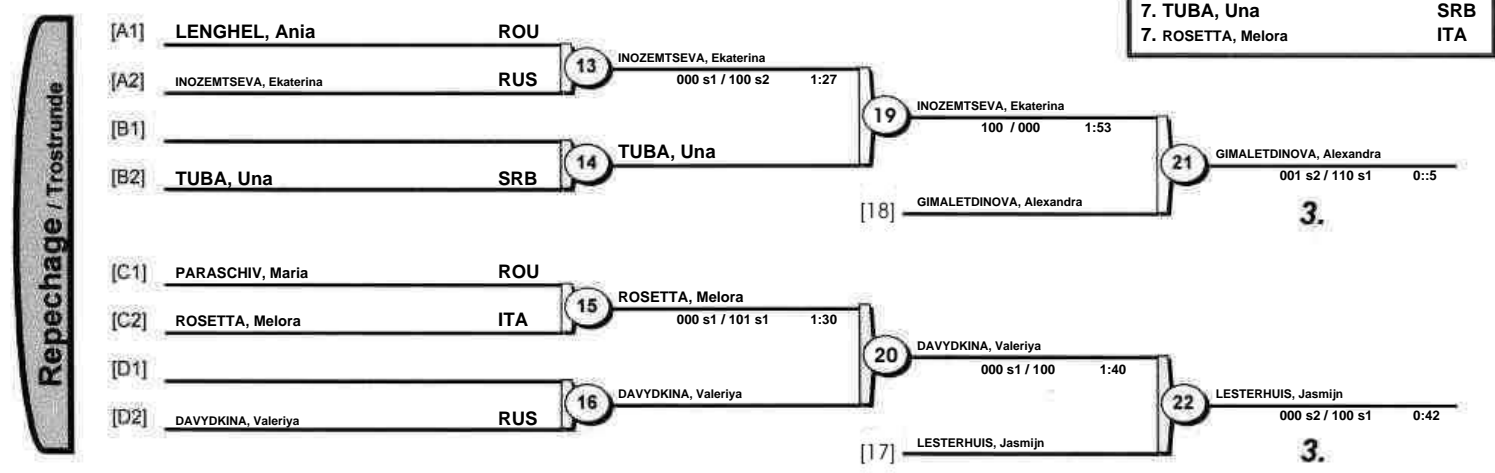 7. TUBA, Una SRB
7. ROSETTA, Melora ITA
Repechage / Trostrunde
[A1] LENGHEL, Ania ROU
13 INOZEMTSEVA, Ekaterina
000 s1 / 100 s2 1:27
[A2] INOZEMTSEVA, Ekaterina RUS
19 INOZEMTSEVA, Ekaterina
100 / 000 1:53
[B1]
14 TUBA, Una
[B2] TUBA, Una SRB
21 GIMALETDINOVA, Alexandra
001 s2 / 110 s1 0::5
[18] GIMALETDINOVA, Alexandra
3.
[C1] PARASCHIV, Maria ROU
15 ROSETTA, Melora
000 s1 / 101 s1 1:30
[C2] ROSETTA, Melora ITA
20 DAVYDKINA, Valeriya
000 s1 / 100 1:40
[D1]
16 DAVYDKINA, Valeriya
[D2] DAVYDKINA, Valeriya RUS
22 LESTERHUIS, Jasmijn
000 s2 / 100 s1 0:42
[17] LESTERHUIS, Jasmijn
3.